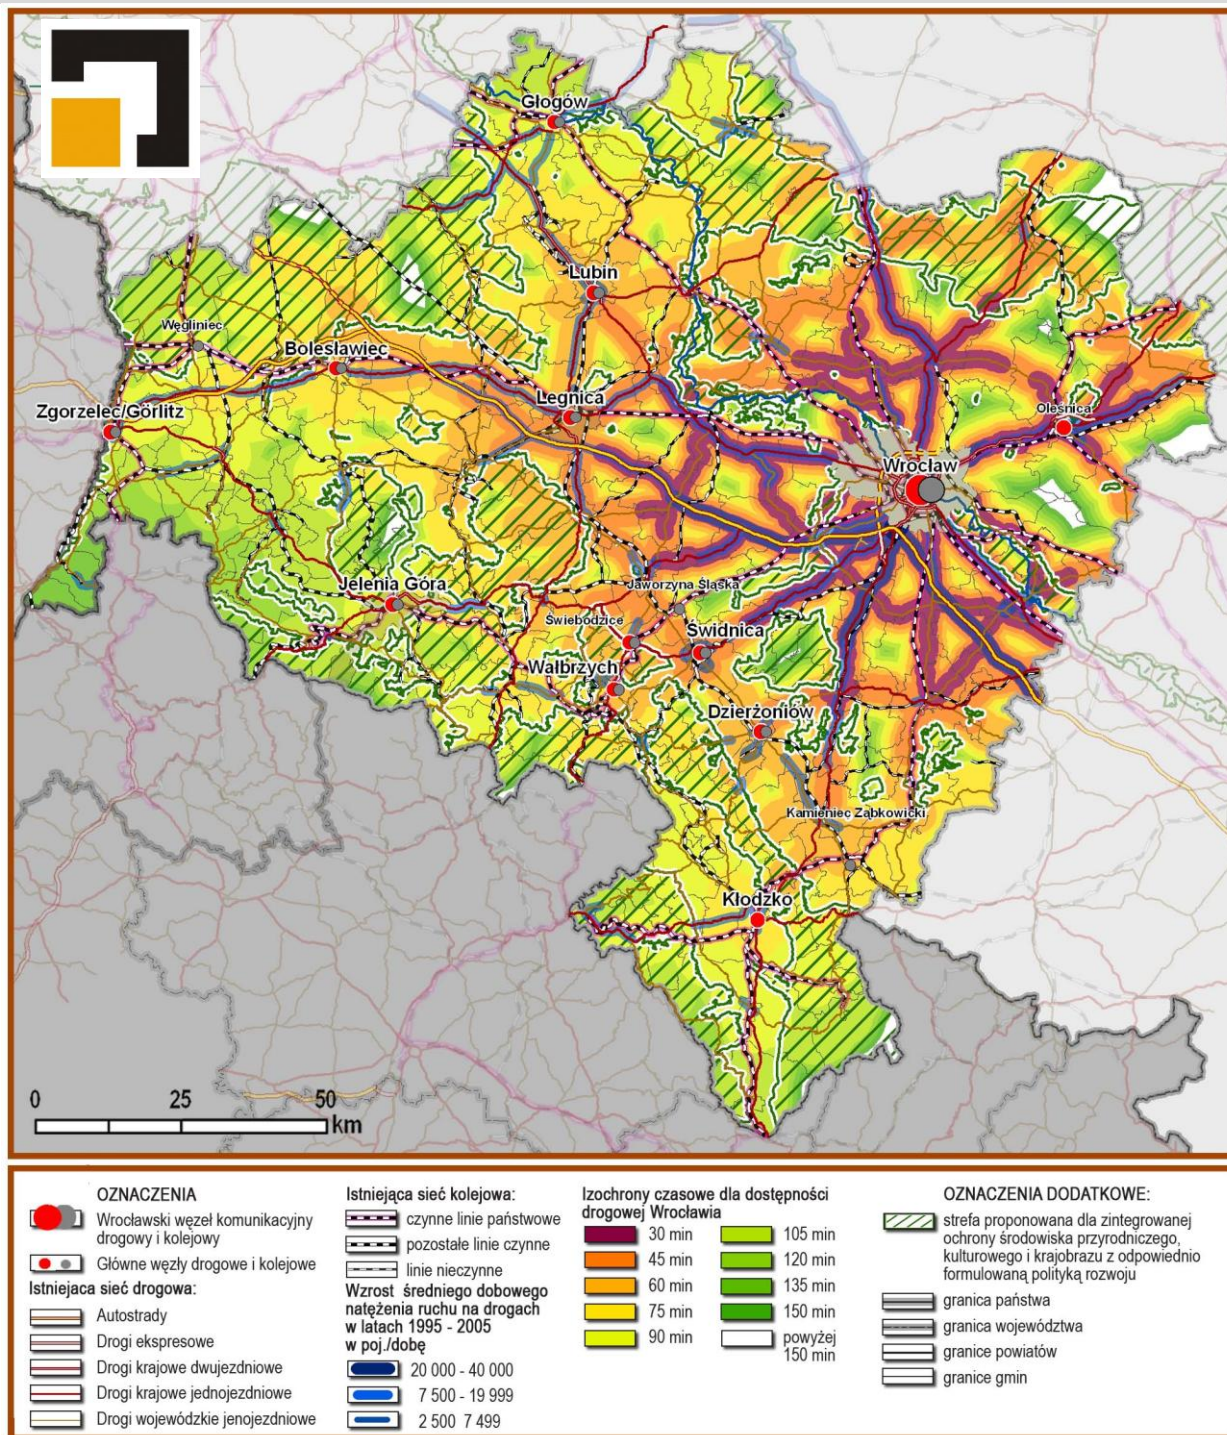 Głogów
Lubin
Węgliniec
Bolesławiec
Legnica
Zgorzelec/Görlitz
Oleśnica
Wrocław
Jelenia Góra
Jaworzyna Śląska
Świebodzice
Świdnica
Wałbrzych
Dzierżoniów
Kamieniec Ząbkowicki
Kłodzko
0 25 50
km
OZNACZENIA
Wrocławski węzeł komunikacyjny
drogowy i kolejowy
Główne węzły drogowe i kolejowe
Istniejąca sieć drogowa:
Autostrady
Drogi ekspresowe
Drogi krajowe dwujezdniowe
Drogi krajowe jednojezdniowe
Drogi wojewódzkie jenojezdniowe
Istniejąca sieć kolejowa:
czynne linie państwowe
pozostałe linie czynne
linie nieczynne
Wzrost średniego dobowego
natężenia ruchu na drogach
w latach 1995 - 2005
w poj./dobę
20 000 - 40 000
7 500 - 19 999
2 500 7 499
Izochrony czasowe dla dostępności
drogowej Wrocławia
30 min
45 min
60 min
75 min
90 min
105 min
120 min
135 min
150 min
powyżej
150 min
OZNACZENIA DODATKOWE:
strefa proponowana dla zintegrowanej
ochrony środowiska przyrodniczego,
kulturowego i krajobrazu z odpowiednio
formulowaną polityką rozwoju
granica państwa
granica województwa
granice powiatów
granice gmin